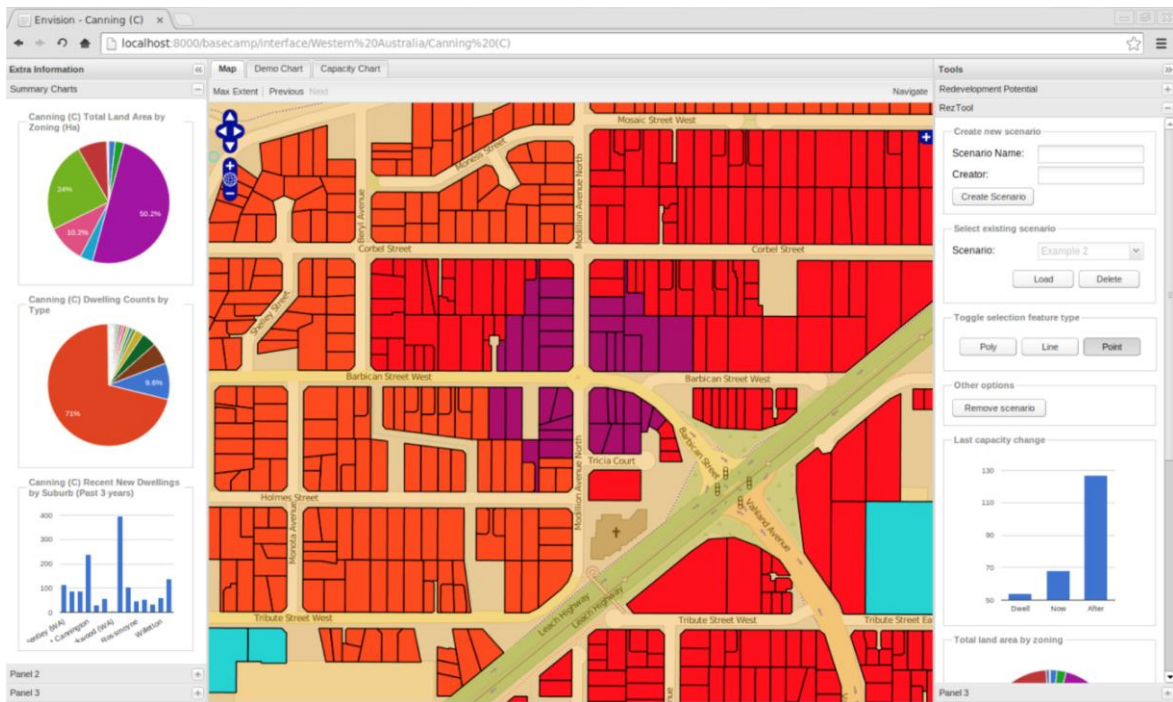 Envision - Canning (C)
localhost:8000/basecamp/interface/Western%20Australia/Canning%20(C)
Extra Information
Summary Charts
Canning (C) Total Land Area by
Zoning (Ha)
24%
50.2%
10.2%
Canning (C) Dwelling Counts by
Type
9.6%
71%
Canning (C) Recent New Dwellings
by Suburb (Past 3 years)
400
300
200
100
0
Cannington
Rossmoyne
Willetton
Panel 2
Panel 3
Map
Demo Chart
Capacity Chart
Max Extent
Previous
Next
Navigate
Mosaic Street West
Moness Street
Beryl Avenue
Modillion Avenue North
Corbel Street
Corbel Street
Shelley Street
Barbican Street West
Barbican Street West
Barbican Street
Tricia Court
Modillion Avenue North
Holmes Street
Monota Avenue
Vahland Avenue
Leach Highway
Leach Highway
Tribute Street West
Tribute Street West
Tribute Street Ea
Tools
Redevelopment Potential
RezTool
Create new scenario
Scenario Name:
Creator:
Create Scenario
Select existing scenario
Scenario:
Example 2
Load
Delete
Toggle selection feature type
Poly
Line
Point
Other options
Remove scenario
Last capacity change
130
110
90
70
50
Dwell
Now
After
Total land area by zoning
Panel 3